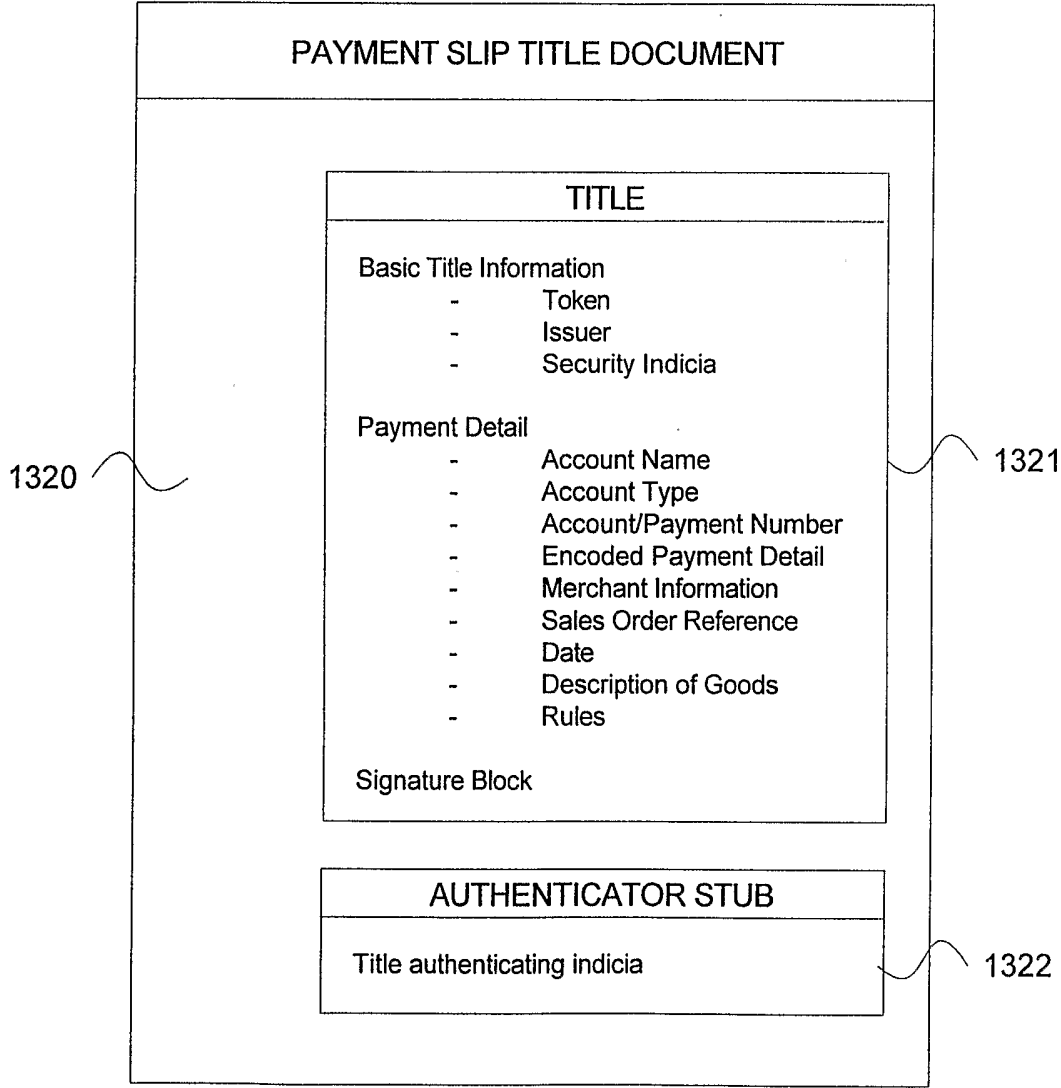 PAYMENT SLIP TITLE DOCUMENT
TITLE
Basic Title Information
- Token
- Issuer
- Security Indicia
Payment Detail
- Account Name
- Account Type
- Account/Payment Number
- Encoded Payment Detail
- Merchant Information
- Sales Order Reference
- Date
- Description of Goods
- Rules
Signature Block
1320
1321
AUTHENTICATOR STUB
Title authenticating indicia
1322